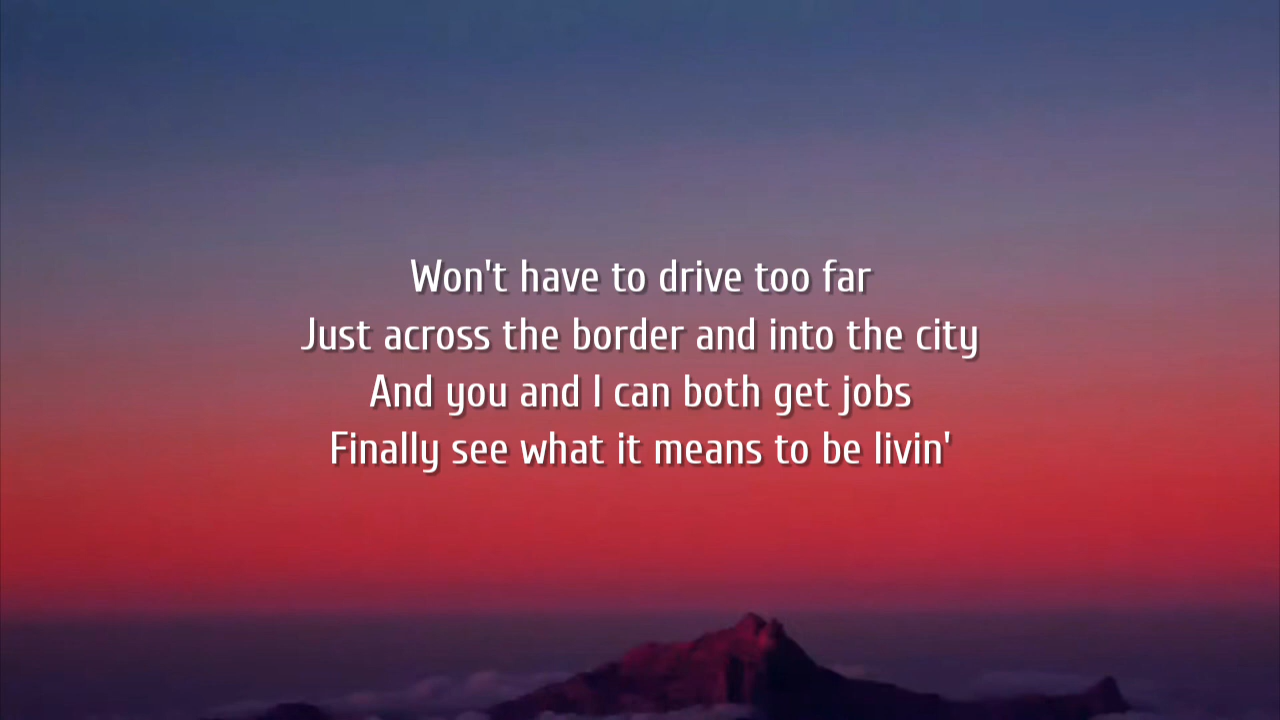 Won't have to drive too far
Just across the border and into the city
And you and I can both get jobs
Finally see what it means to be livin'